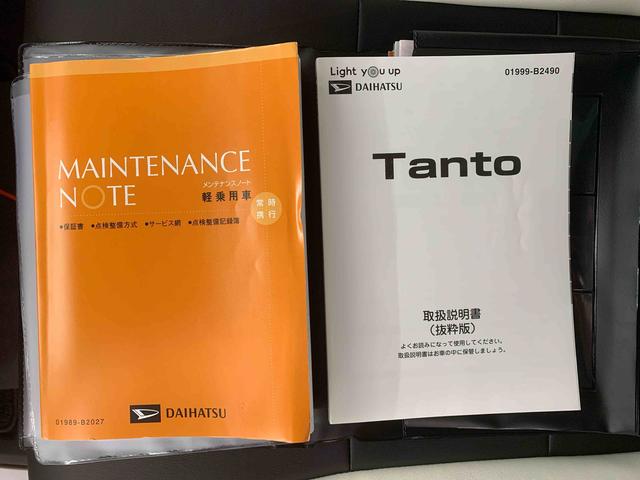 MAINTENANCE
NOTE
メンテナンスノート
軽乗用車
常時
携行
●保証書 ●点検整備方式 ●サービス網 ●点検整備記録簿
DAIHATSU
01989-B2027
Light you up
01999-B2490
DAIHATSU
Tanto
取扱説明書
(抜粋版)
よくお読みになって使用してください。
取扱説明書はお車の中に保管しましょう。